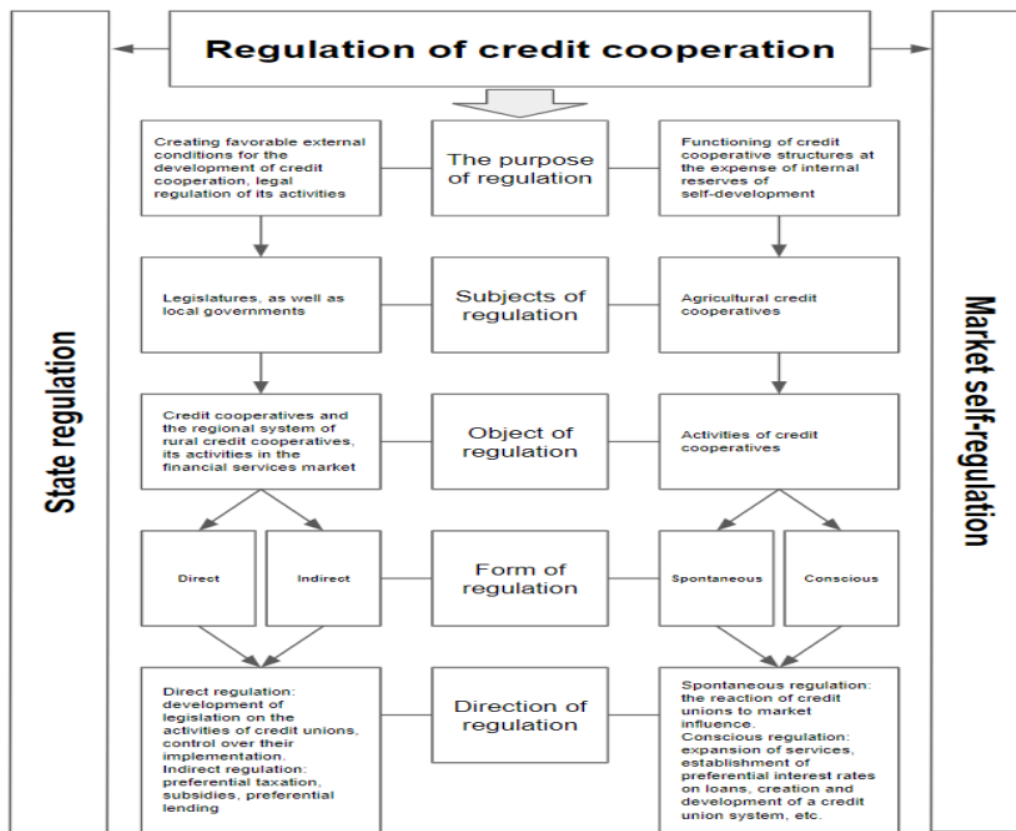 Regulation of credit cooperation
State regulation
Market self-regulation
Creating favorable external
conditions for the
development of credit
cooperation, legal
regulation of its activities
The purpose
of regulation
Functioning of credit
cooperative structures at
the expense of internal
reserves of
self-development
Legislatures, as well as
local governments
Subjects of
regulation
Agricultural credit
cooperatives
Credit cooperatives and
the regional system of
rural credit cooperatives,
its activities in the
financial services market
Object of
regulation
Activities of credit
cooperatives
Direct
Indirect
Form of
regulation
Spontaneous
Conscious
Direct regulation:
development of
legislation on the
activities of credit unions,
control over their
implementation.
Indirect regulation:
preferential taxation,
subsidies, preferential
lending
Direction of
regulation
Spontaneous regulation:
the reaction of credit
unions to market
influence.
Conscious regulation:
expansion of services,
establishment of
preferential interest rates
on loans, creation and
development of a credit
union system, etc.